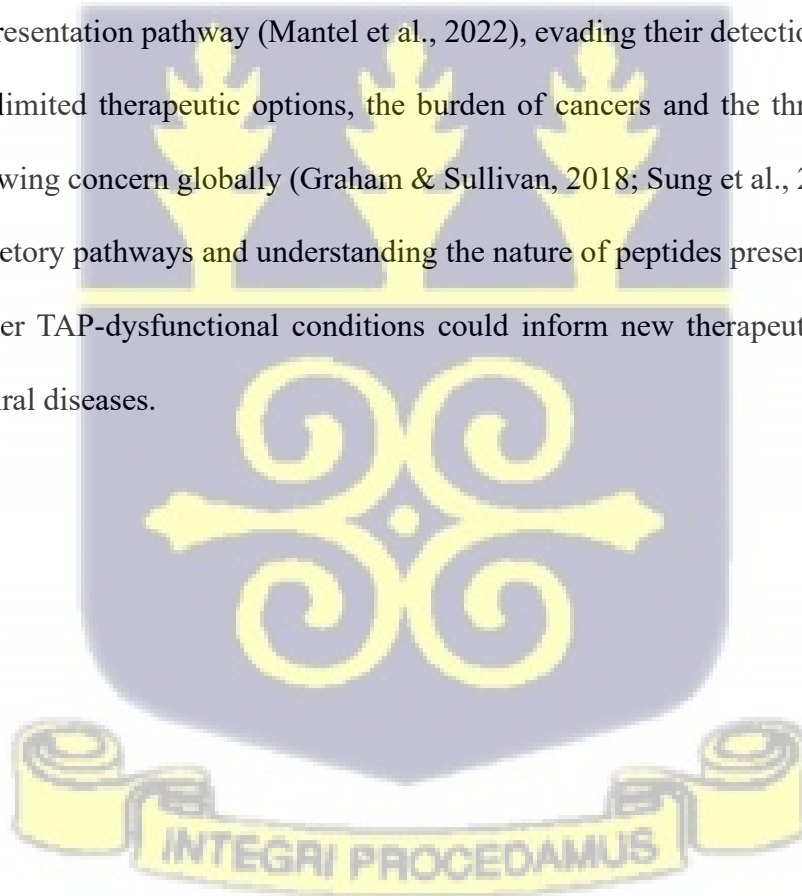 resentation pathway (Mantel et al., 2022), evading their detectio
limited therapeutic options, the burden of cancers and the thr
wing concern globally (Graham & Sullivan, 2018; Sung et al., 2
etory pathways and understanding the nature of peptides presen
er TAP-dysfunctional conditions could inform new therapeut
iral diseases.
INTEGRI PROCEDAMUS